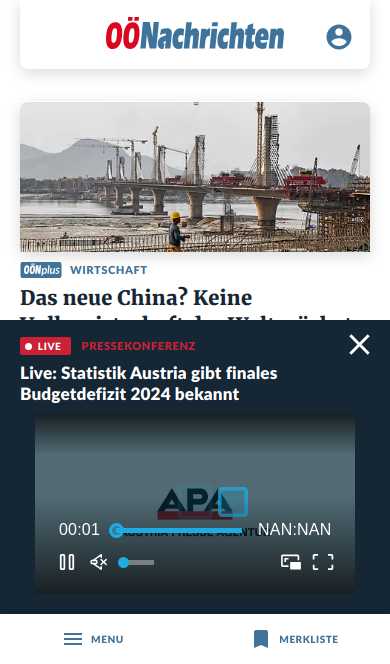 OÖNachrichten
OÖNplus WIRTSCHAFT
Das neue China? Keine
LIVE PRESSEKONFERENZ
Live: Statistik Austria gibt finales
Budgetdefizit 2024 bekannt
APA
AUSTRIA PRESSE AGENTUR
00:01 NAN:NAN
MENU MERKLISTE